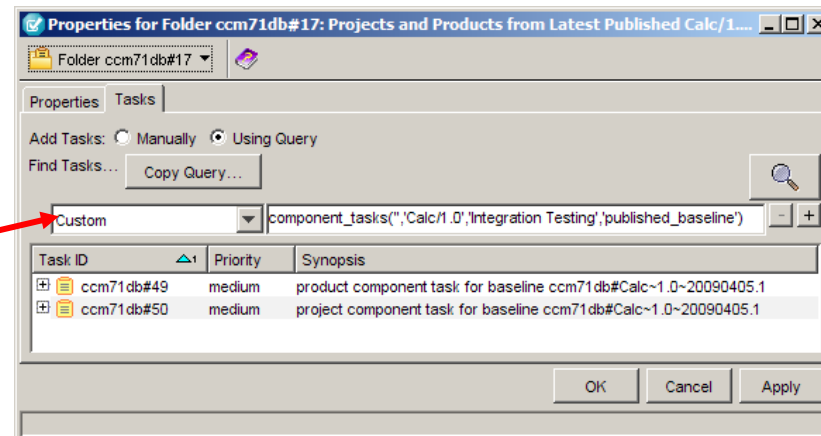 Properties for Folder ccm71db#17: Projects and Products from Latest Published Calc/1....
Folder ccm71db#17
Properties Tasks
Add Tasks: Manually Using Query
Find Tasks... Copy Query...
Custom component_tasks('','Calc/1.0','Integration Testing','published_baseline') - +
Task ID 1 Priority Synopsis
ccm71db#49 medium product component task for baseline ccm71db#Calc~1.0~20090405.1
ccm71db#50 medium project component task for baseline ccm71db#Calc~1.0~20090405.1
OK Cancel Apply